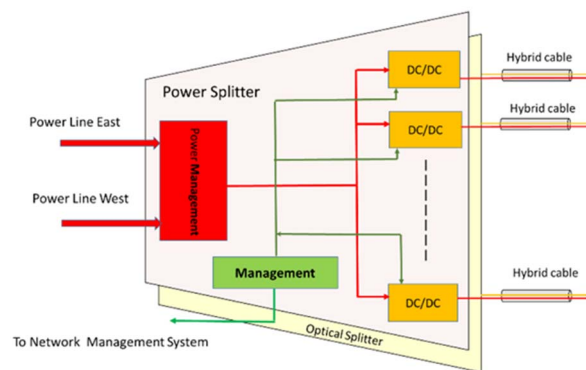 Hybrid cable
DC/DC
Power Splitter
Hybrid cable
Power Line East
DC/DC
Power Management
Power Line West
Management
Hybrid cable
DC/DC
Optical Splitter
To Network Management System